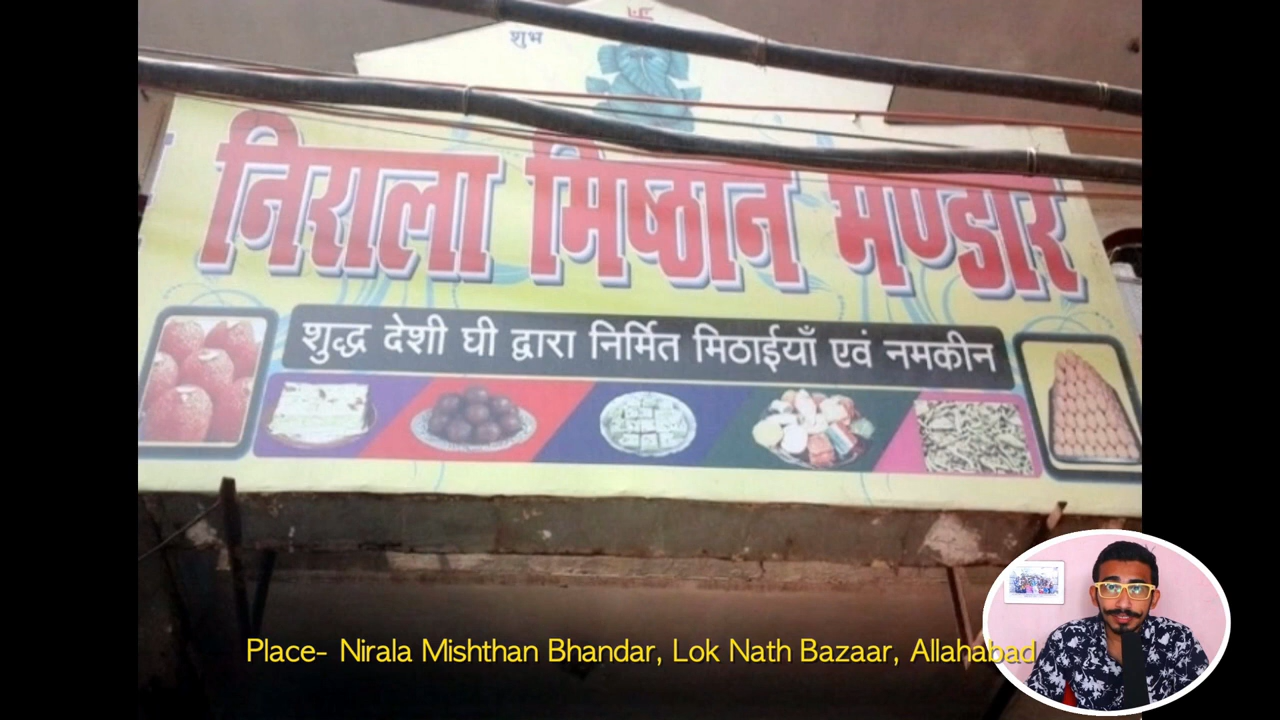 शुभ
निराला मिष्ठान भण्डार
शुद्ध देशी घी द्वारा निर्मित मिठाईयाँ एवं नमकीन
Place- Nirala Mishthan Bhandar, Lok Nath Bazaar, Allahabad